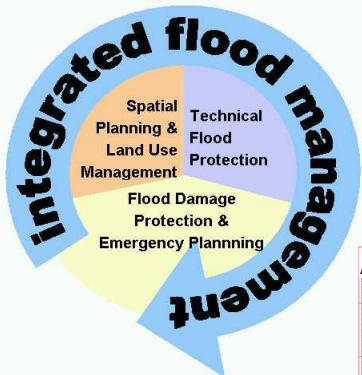 integrated flood management
Spatial
Planning &
Land Use
Management
Technical
Flood
Protection
Flood Damage
Protection &
Emergency Plannning